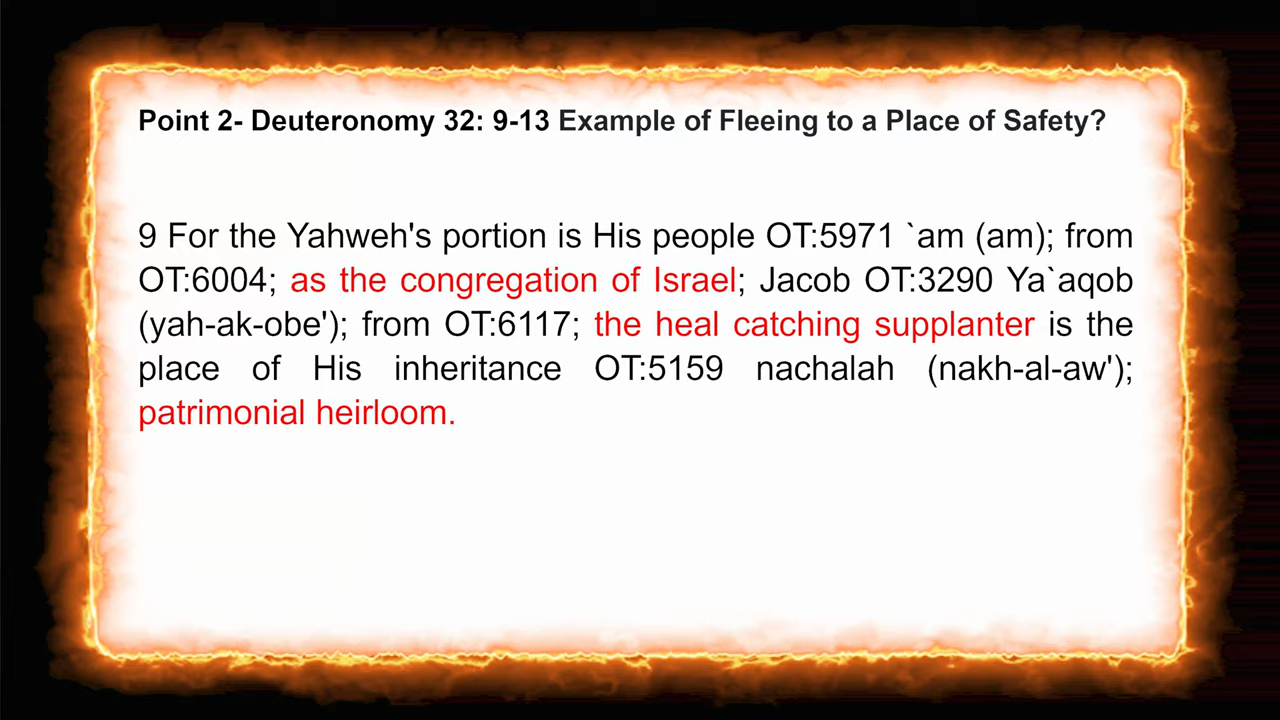 Point 2- Deuteronomy 32: 9-13 Example of Fleeing to a Place of Safety?
9 For the Yahweh's portion is His people OT:5971 `am (am); from
OT:6004; as the congregation of Israel; Jacob OT:3290 Ya`aqob
(yah-ak-obe'); from OT:6117; the heal catching supplanter is the
place of His inheritance OT:5159 nachalah (nakh-al-aw');
patrimonial heirloom.